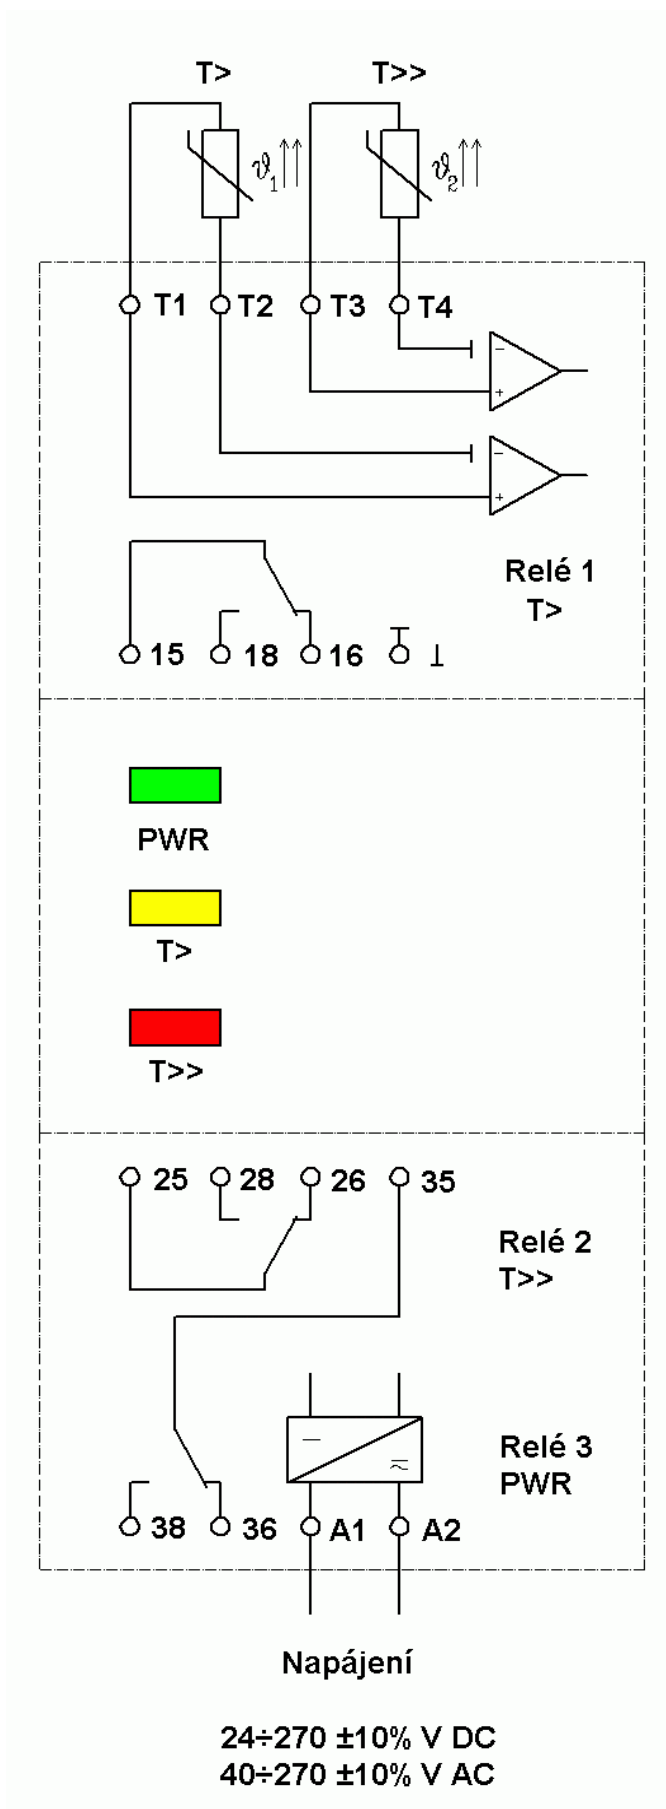 T> T>>
ϑ1 ϑ2
T1 T2 T3 T4
−
+
−
+
Relé 1
T>
15 18 16 ⊥
PWR
T>
T>>
25 28 26 35
Relé 2
T>>
Relé 3
PWR
38 36 A1 A2
Napájení
24÷270 ±10% V DC
40÷270 ±10% V AC